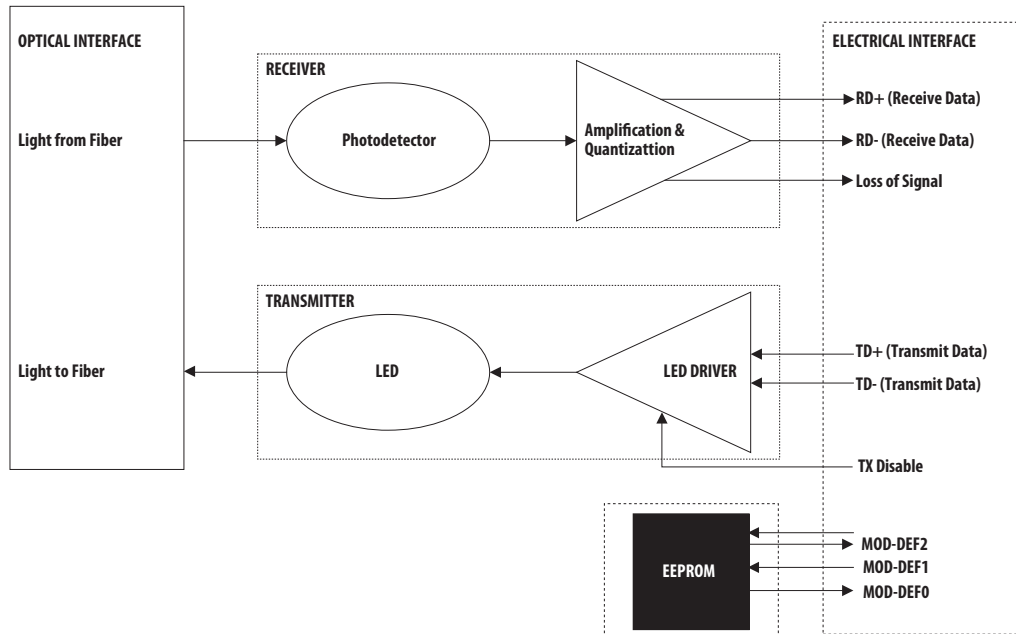 OPTICAL INTERFACE
ELECTRICAL INTERFACE
RECEIVER
Light from Fiber
Photodetector
Amplification &
Quantizattion
RD+ (Receive Data)
RD- (Receive Data)
Loss of Signal
TRANSMITTER
Light to Fiber
LED
LED DRIVER
TD+ (Transmit Data)
TD- (Transmit Data)
TX Disable
EEPROM
MOD-DEF2
MOD-DEF1
MOD-DEF0